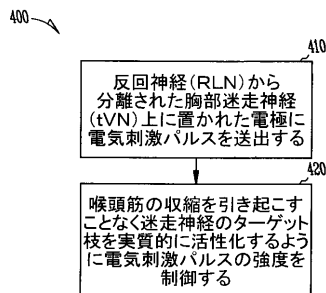 400
410
反回神経(RLN)から
分離された胸部迷走神経
(tVN)上に置かれた電極に
電気刺激パルスを送出する
420
喉頭筋の収縮を引き起こす
ことなく迷走神経のターゲット
枝を実質的に活性化するよう
に電気刺激パルスの強度を
制御する